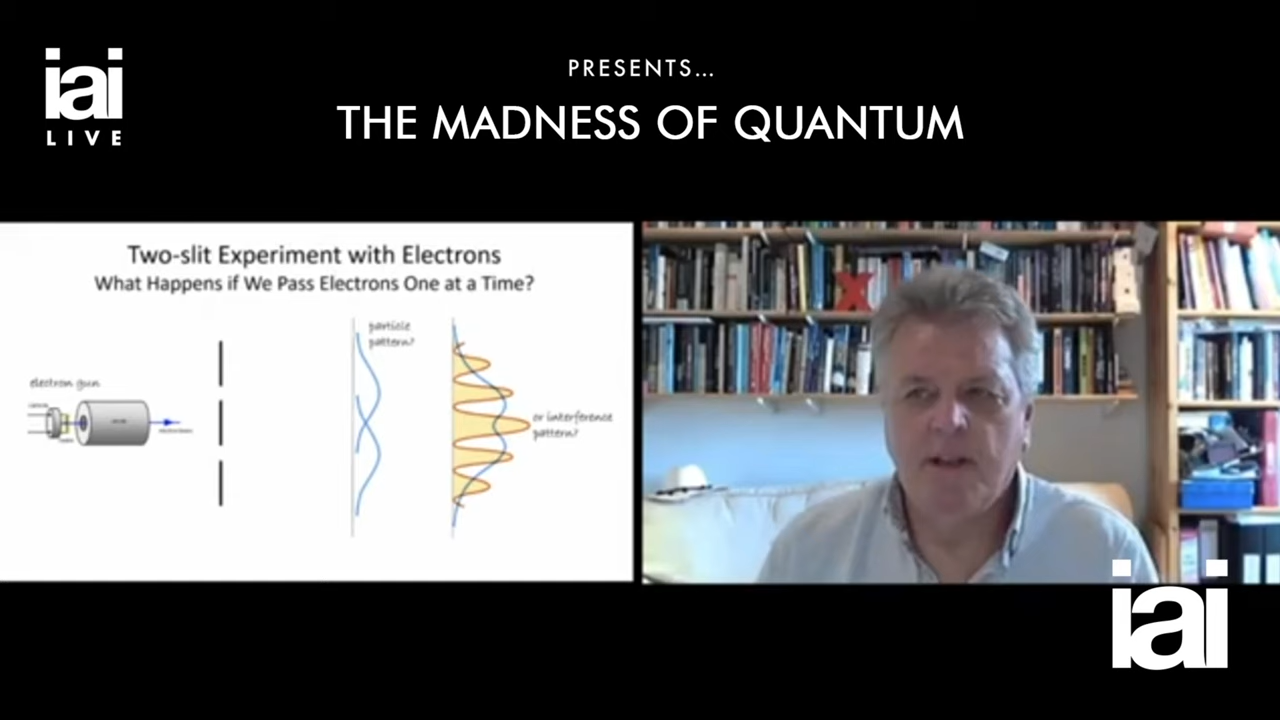 iai
LIVE
PRESENTS...
THE MADNESS OF QUANTUM
Two-slit Experiment with Electrons
What Happens if We Pass Electrons One at a Time?
particle
pattern?
electron gun
or interference
pattern?
X
iai